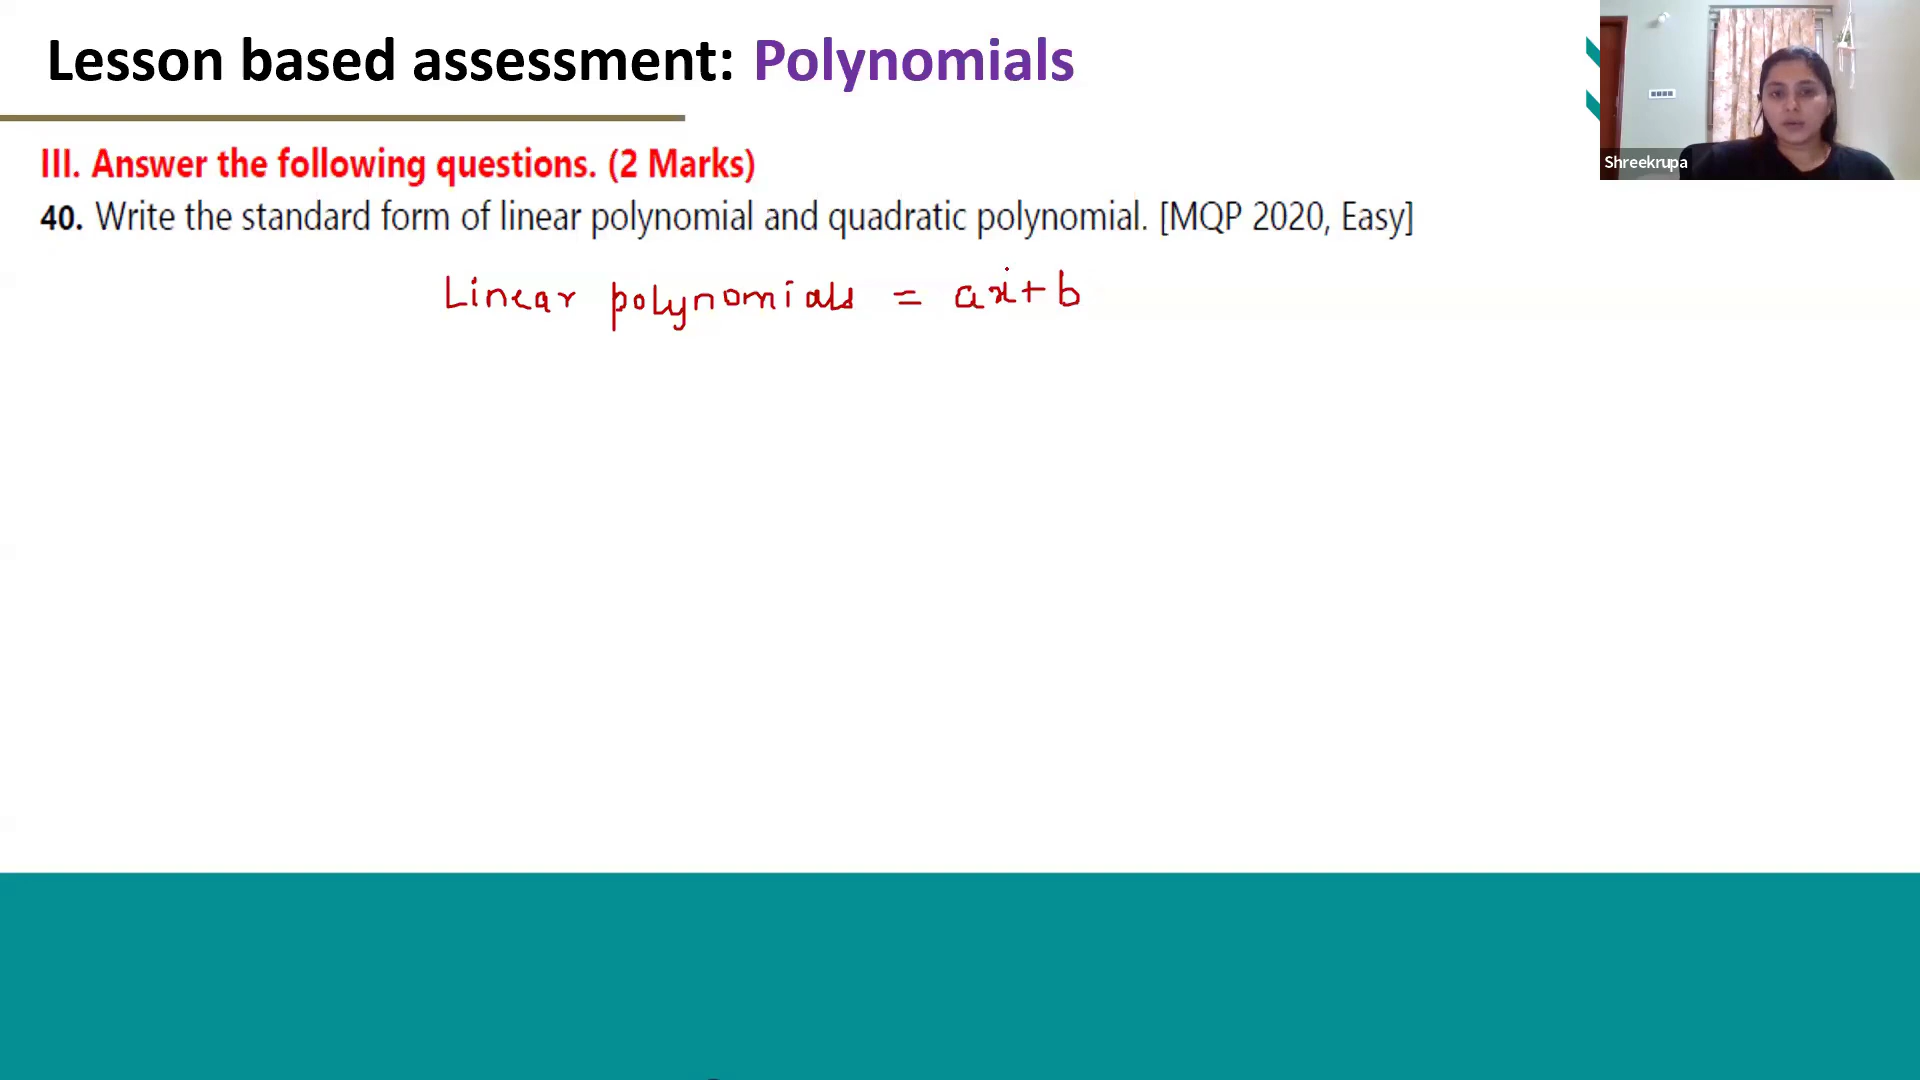 Lesson based assessment: Polynomials
Shreekrupa
III. Answer the following questions. (2 Marks)
40. Write the standard form of linear polynomial and quadratic polynomial. [MQP 2020, Easy]
Linear polynomials = ax¹+ b